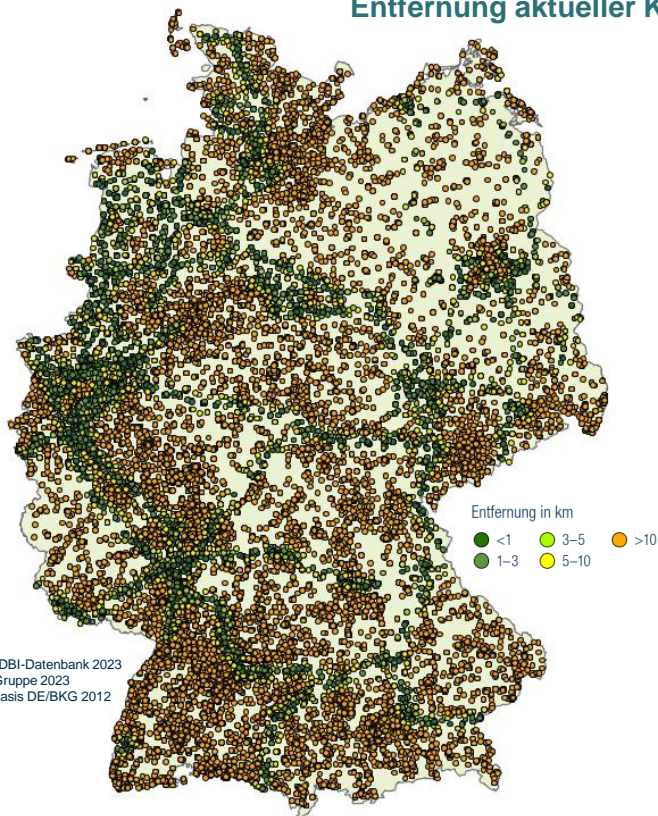 Entfernung aktueller K
Entfernung in km
<1
3–5
>10
1–3
5–10
DBI-Datenbank 2023
Gruppe 2023
asis DE/BKG 2012